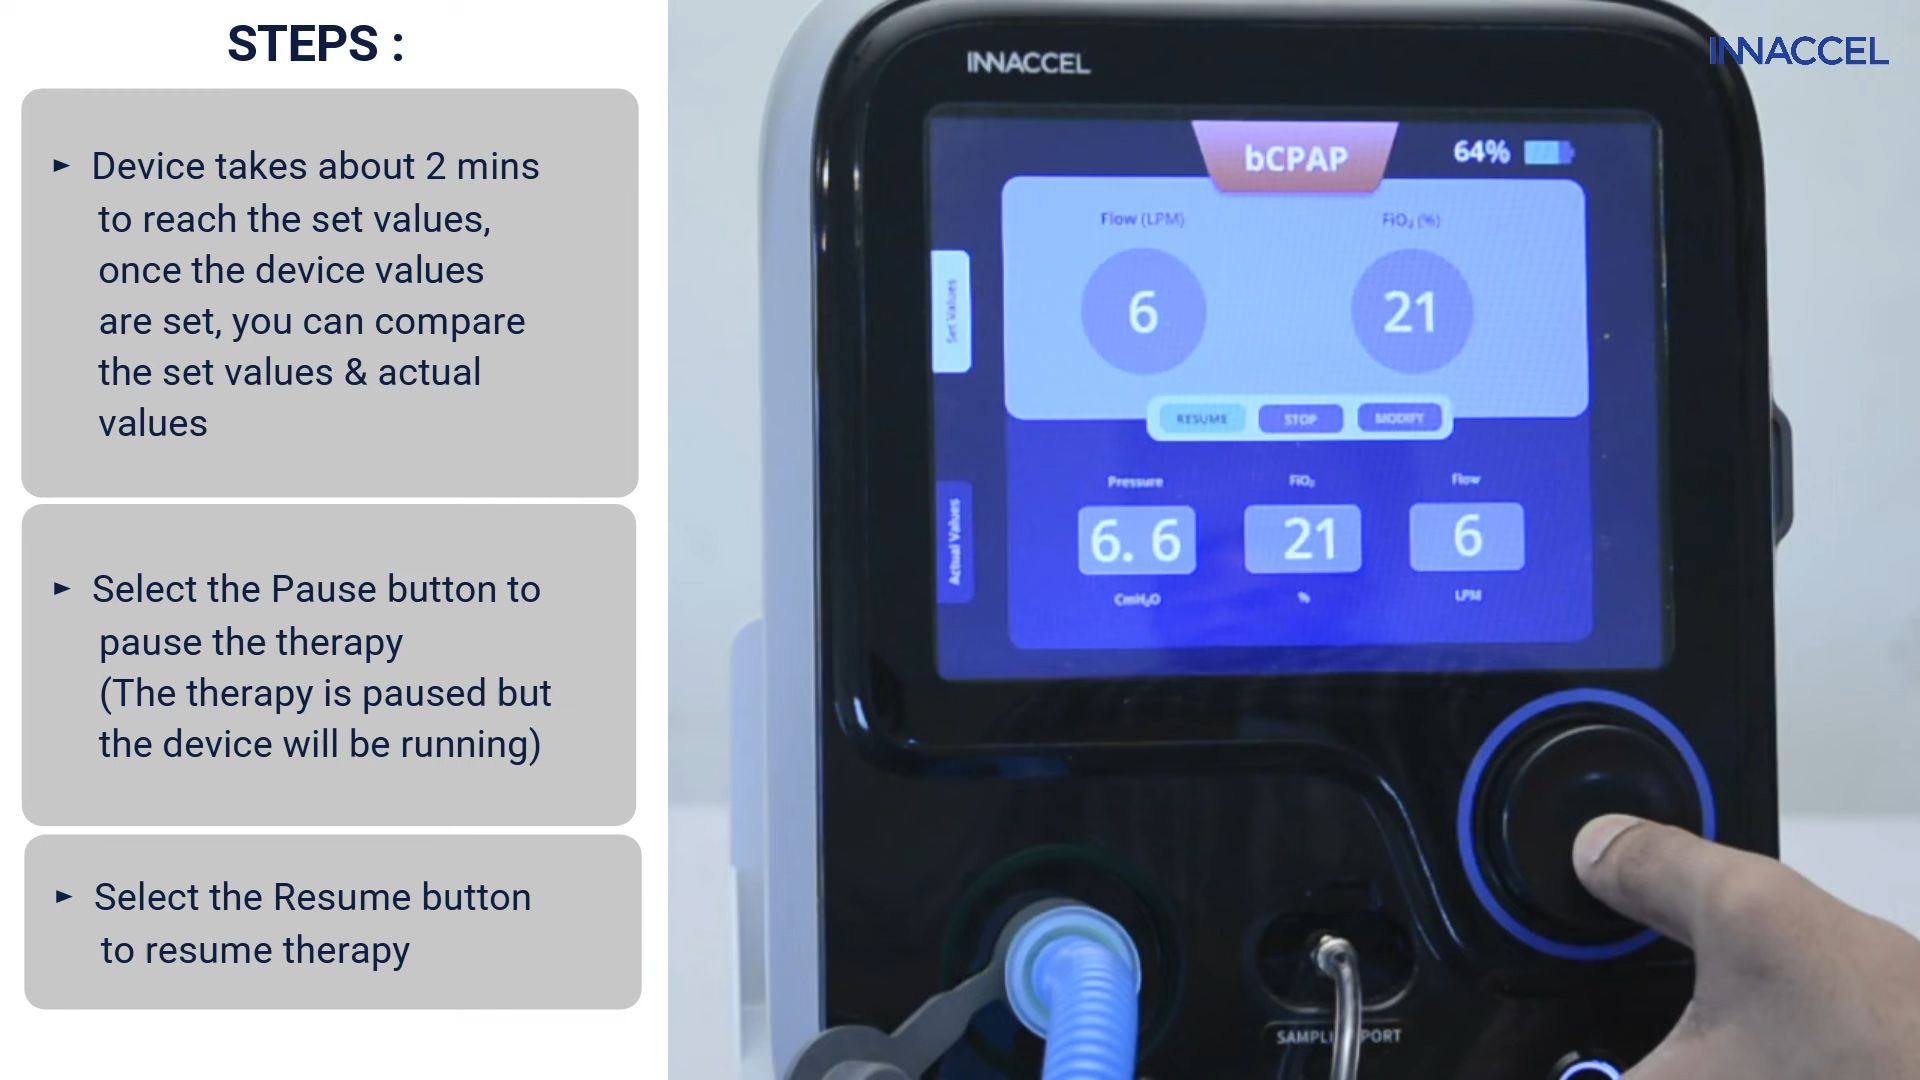 STEPS :
► Device takes about 2 mins
to reach the set values,
once the device values
are set, you can compare
the set values & actual
values
► Select the Pause button to
pause the therapy
(The therapy is paused but
the device will be running)
► Select the Resume button
to resume therapy
INNACCEL
INNACCEL
bCPAP
64%
Flow (LPM)
FiO₂ (%)
Set Values
6
21
RESUME
STOP
MODIFY
Actual Values
Pressure
FiO₂
Flow
6. 6
21
6
CmH₂O
%
LPM
SAMPLI PORT